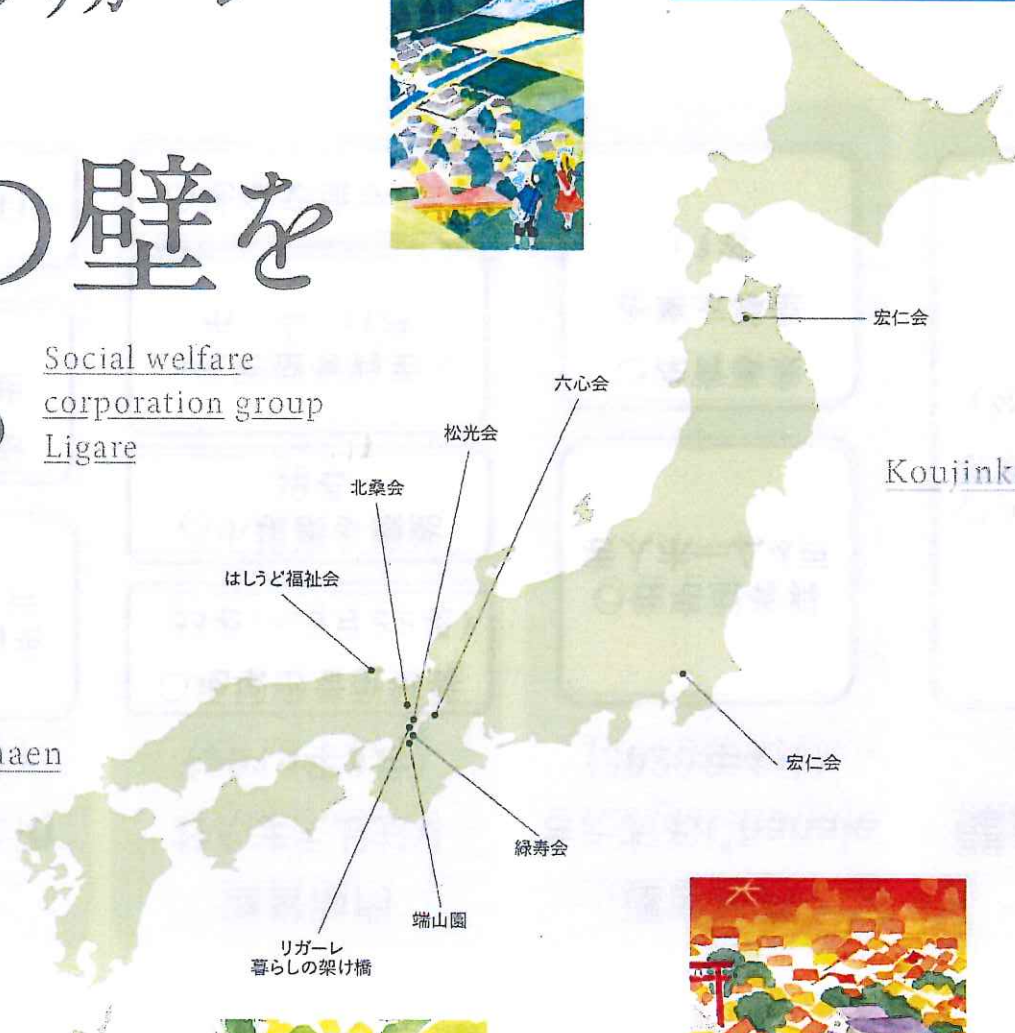 壁を
Social welfare
corporation group
Ligare
宏仁会
六心会
松光会
北桑会
Koujink
はしうど福祉会
aen
宏仁会
緑寿会
端山園
リガーレ
暮らしの架け橋